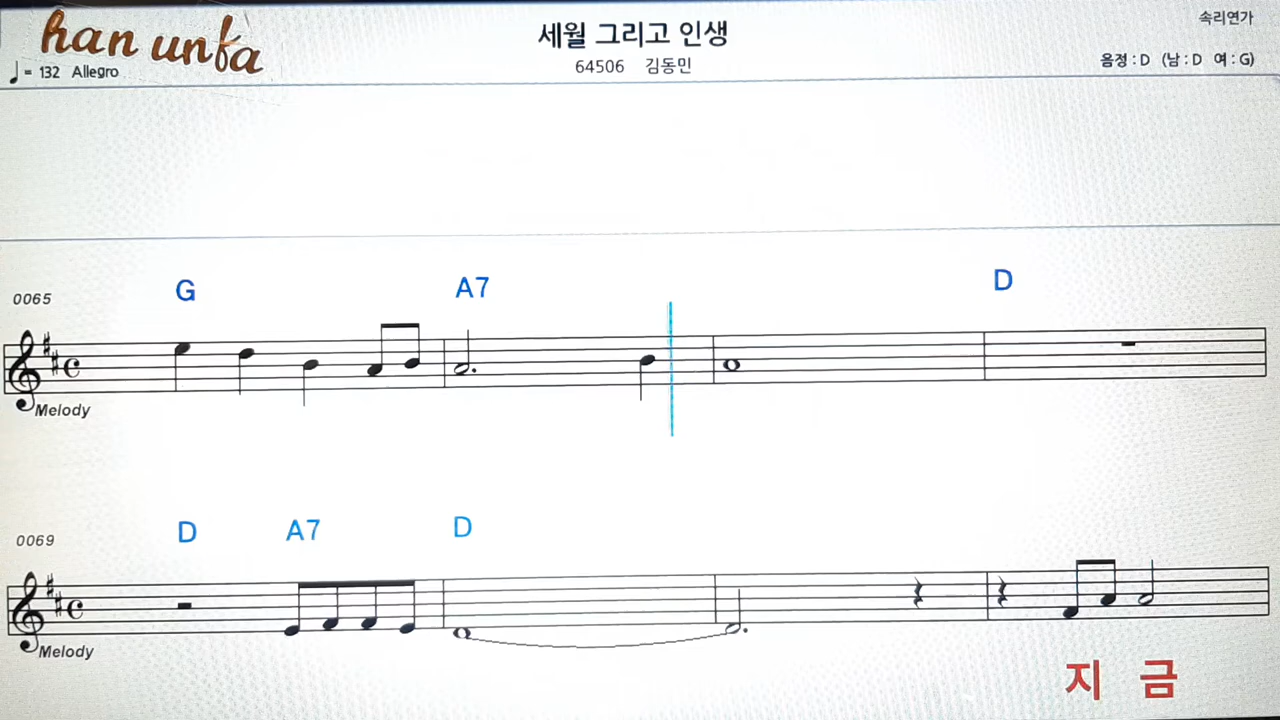 han unfa
세월 그리고 인생
속리연가
♩= 132 Allegro
64506 김동민
음정 : D (남 : D 여 : G)
G A7 D
0065
Melody
D A7 D
0069
Melody
지 금